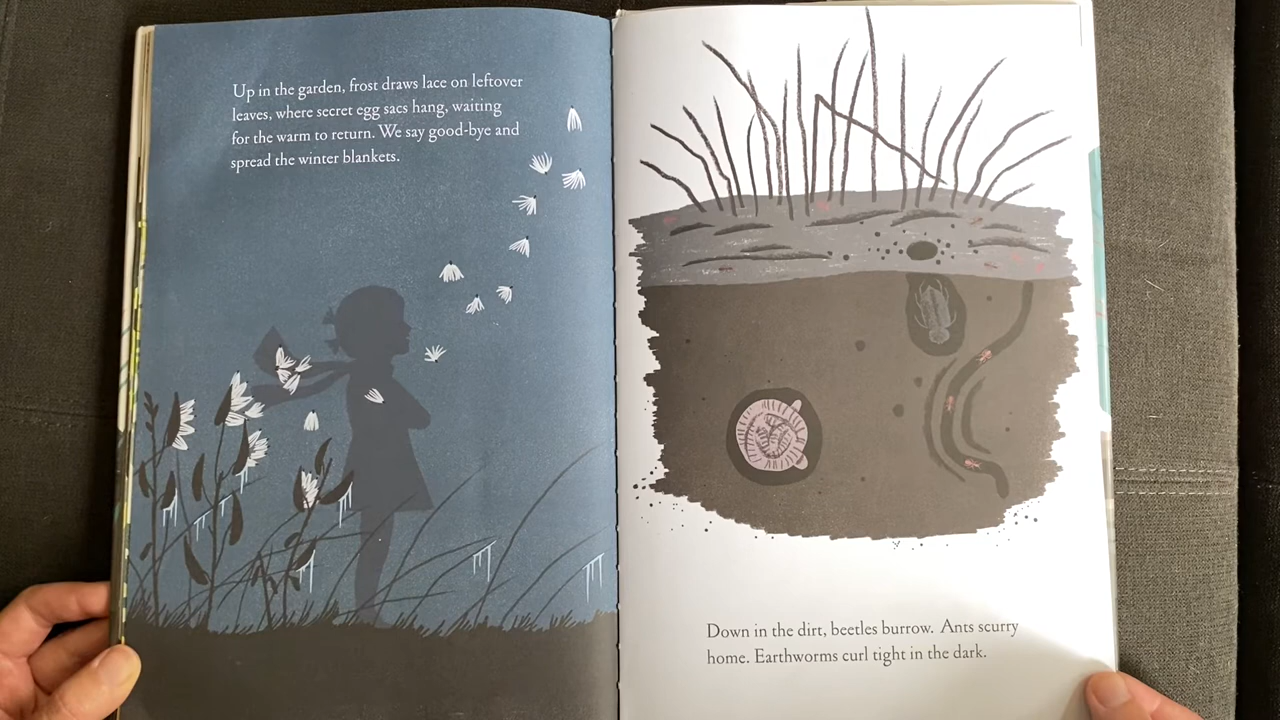 Up in the garden, frost draws lace on leftover
leaves, where secret egg sacs hang, waiting
for the warm to return. We say good-bye and
spread the winter blankets.
Down in the dirt, beetles burrow. Ants scurry
home. Earthworms curl tight in the dark.